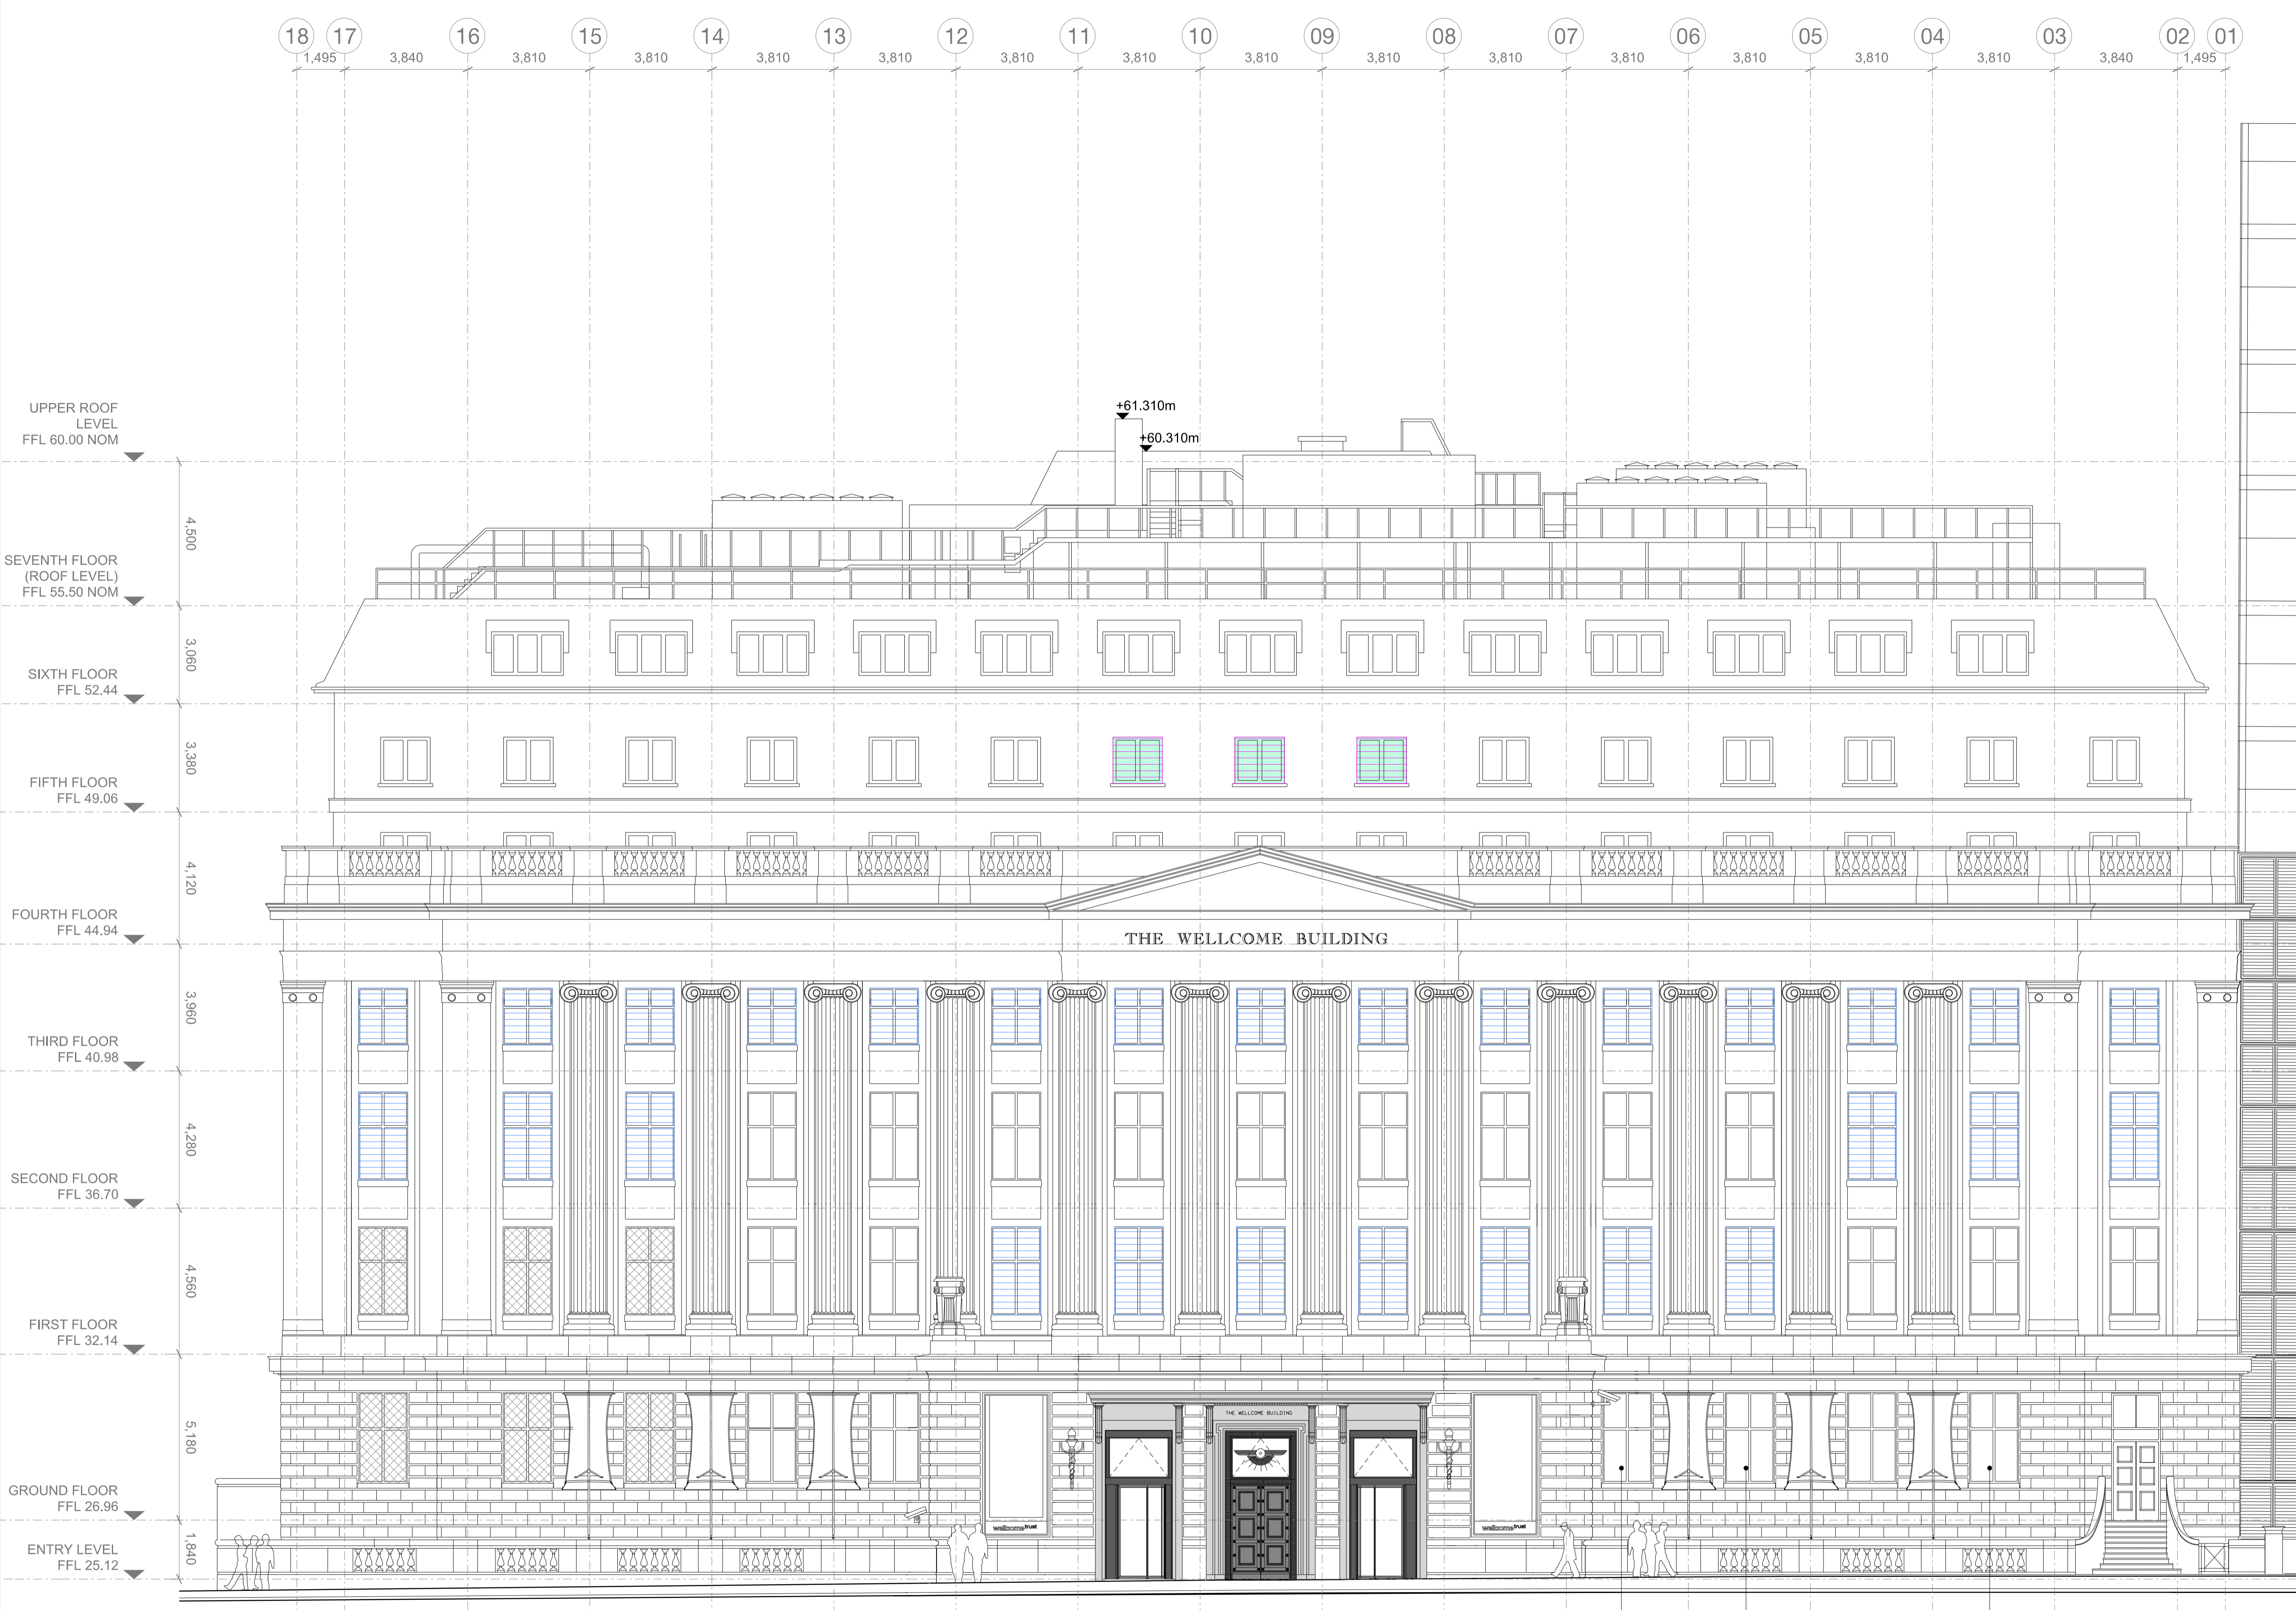 18 17 16 15 14 13 12 11 10 09 08 07 06 05 04 03 02 01
1,495 3,840 3,810 3,810 3,810 3,810 3,810 3,810 3,810 3,810 3,810 3,810 3,810 3,810 3,810 3,840 1,495
+61.310m
+60.310m
UPPER ROOF
LEVEL
FFL 60.00 NOM
4,500
SEVENTH FLOOR
(ROOF LEVEL)
FFL 55.50 NOM
3,060
SIXTH FLOOR
FFL 52.44
3,380
FIFTH FLOOR
FFL 49.06
4,120
FOURTH FLOOR
FFL 44.94
THE WELLCOME BUILDING
3,960
THIRD FLOOR
FFL 40.98
4,280
SECOND FLOOR
FFL 36.70
4,560
FIRST FLOOR
FFL 32.14
THE WELLCOME BUILDING
5,180
GROUND FLOOR
FFL 26.96
wellcometrust wellcometrust
1,840
ENTRY LEVEL
FFL 25.12